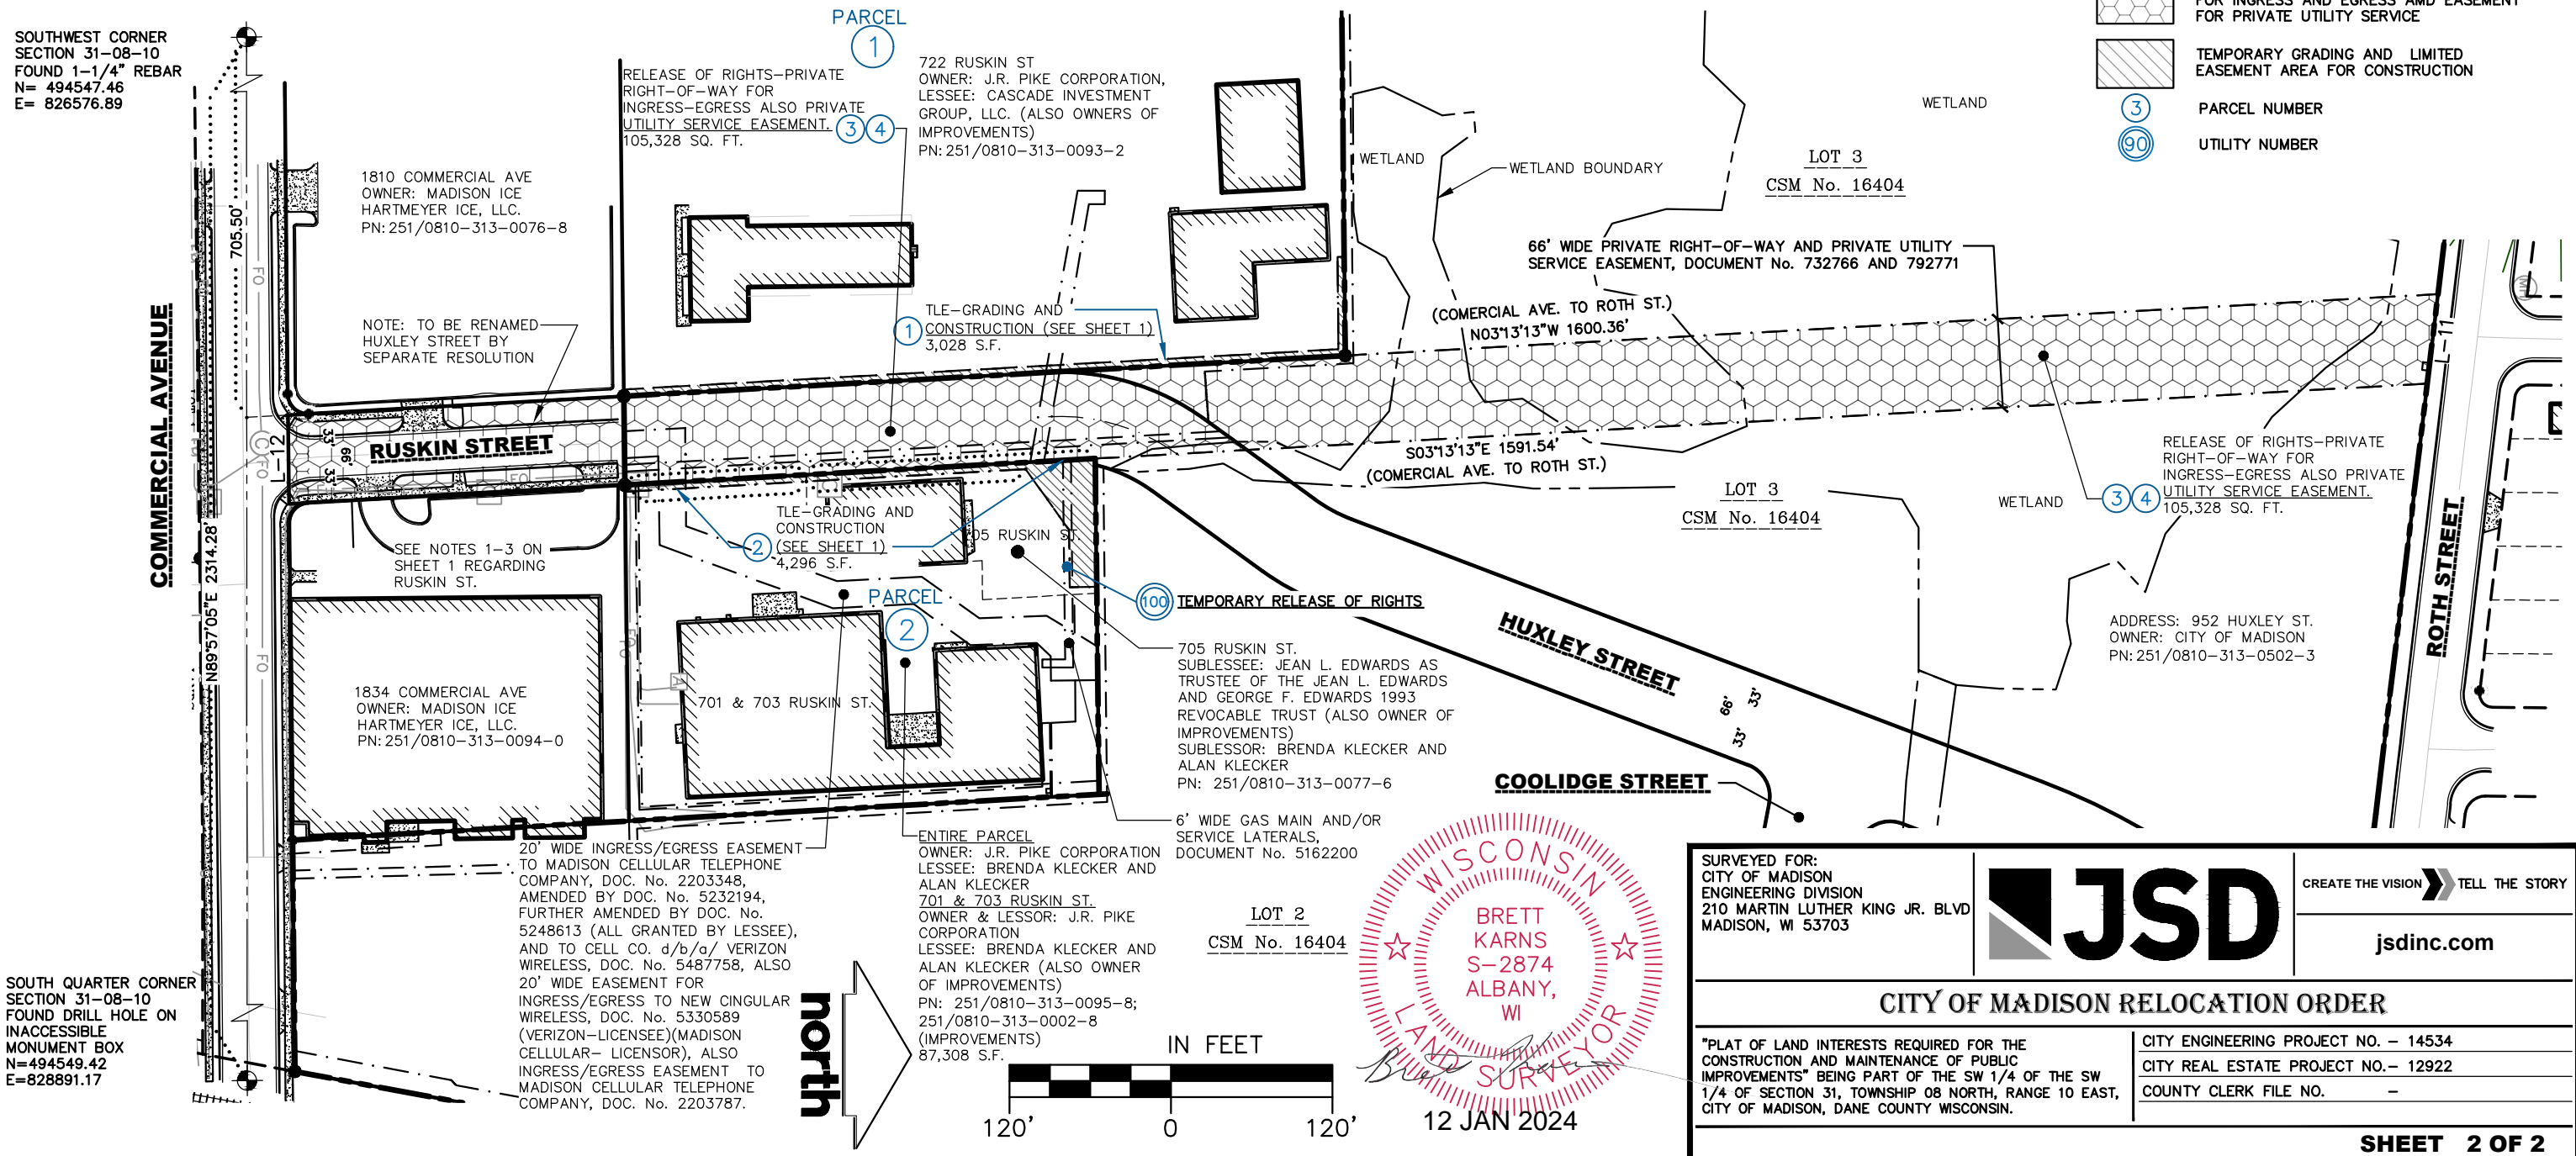 SOUTHWEST CORNER
SECTION 31-08-10
FOUND 1-1/4" REBAR
N= 494547.46
E= 826576.89
705.50'
PARCEL
1
RELEASE OF RIGHTS-PRIVATE
RIGHT-OF-WAY FOR
INGRESS-EGRESS ALSO PRIVATE
UTILITY SERVICE EASEMENT. 3 4
105,328 SQ. FT.
722 RUSKIN ST
OWNER: J.R. PIKE CORPORATION,
LESSEE: CASCADE INVESTMENT
GROUP, LLC. (ALSO OWNERS OF
IMPROVEMENTS)
PN:251/0810-313-0093-2
FOR INGRESS AND EGRESS AMD EASEMENT
FOR PRIVATE UTILITY SERVICE
TEMPORARY GRADING AND LIMITED
EASEMENT AREA FOR CONSTRUCTION
3 PARCEL NUMBER
90 UTILITY NUMBER
1810 COMMERCIAL AVE
OWNER: MADISON ICE
HARTMEYER ICE, LLC.
PN:251/0810-313-0076-8
WETLAND
WETLAND BOUNDARY
WETLAND
LOT 3
CSM No. 16404
66' WIDE PRIVATE RIGHT-OF-WAY AND PRIVATE UTILITY
SERVICE EASEMENT, DOCUMENT No. 732766 AND 792771
COMMERCIAL AVENUE
FO
NOTE: TO BE RENAMED
HUXLEY STREET BY
SEPARATE RESOLUTION
1
TLE-GRADING AND
CONSTRUCTION (SEE SHEET 1)
3,028 S.F.
(COMERCIAL AVE. TO ROTH ST.)
N03°13'13"W 1600.36'
MH
L-11
L-12
C
FO
33'
66'
33'
RUSKIN STREET
FO
S03°13'13"E 1591.54'
(COMERCIAL AVE. TO ROTH ST.)
RELEASE OF RIGHTS-PRIVATE
RIGHT-OF-WAY FOR
INGRESS-EGRESS ALSO PRIVATE
3 4 UTILITY SERVICE EASEMENT.
105,328 SQ. FT.
LOT 3
CSM No. 16404
WETLAND
N89°57'05"E 2314.28'
SEE NOTES 1-3 ON
SHEET 1 REGARDING
RUSKIN ST.
TLE-GRADING AND
CONSTRUCTION
2 (SEE SHEET 1)
4,296 S.F.
05 RUSKIN ST.
100 TEMPORARY RELEASE OF RIGHTS
PARCEL
2
HUXLEY STREET
66'
33'
33'
ROTH STREET
ADDRESS: 952 HUXLEY ST.
OWNER: CITY OF MADISON
PN:251/0810-313-0502-3
FO
FO
A
1834 COMMERCIAL AVE
OWNER: MADISON ICE
HARTMEYER ICE, LLC.
PN:251/0810-313-0094-0
701 & 703 RUSKIN ST.
705 RUSKIN ST.
SUBLESSEE: JEAN L. EDWARDS AS
TRUSTEE OF THE JEAN L. EDWARDS
AND GEORGE F. EDWARDS 1993
REVOCABLE TRUST (ALSO OWNER OF
IMPROVEMENTS)
SUBLESSOR: BRENDA KLECKER AND
ALAN KLECKER
PN: 251/0810-313-0077-6
COOLIDGE STREET
6' WIDE GAS MAIN AND/OR
SERVICE LATERALS,
DOCUMENT No. 5162200
20' WIDE INGRESS/EGRESS EASEMENT
TO MADISON CELLULAR TELEPHONE
COMPANY, DOC. No. 2203348,
AMENDED BY DOC. No. 5232194,
FURTHER AMENDED BY DOC. No.
5248613 (ALL GRANTED BY LESSEE),
AND TO CELL CO. d/b/a/ VERIZON
WIRELESS, DOC. No. 5487758, ALSO
20' WIDE EASEMENT FOR
INGRESS/EGRESS TO NEW CINGULAR
WIRELESS, DOC. No. 5330589
(VERIZON-LICENSEE)(MADISON
CELLULAR- LICENSOR), ALSO
INGRESS/EGRESS EASEMENT TO
MADISON CELLULAR TELEPHONE
COMPANY, DOC. No. 2203787.
ENTIRE PARCEL
OWNER: J.R. PIKE CORPORATION
LESSEE: BRENDA KLECKER AND
ALAN KLECKER
701 & 703 RUSKIN ST.
OWNER & LESSOR: J.R. PIKE
CORPORATION
LESSEE: BRENDA KLECKER AND
ALAN KLECKER (ALSO OWNER
OF IMPROVEMENTS)
PN: 251/0810-313-0095-8;
251/0810-313-0002-8
(IMPROVEMENTS)
87,308 S.F.
LOT 2
CSM No. 16404
SOUTH QUARTER CORNER
SECTION 31-08-10
FOUND DRILL HOLE ON
INACCESSIBLE
MONUMENT BOX
N=494549.42
E=828891.17
north
IN FEET
120' 0 120'
WISCONSIN
BRETT
KARNS
S-2874
ALBANY,
WI
LAND SURVEYOR
12 JAN 2024
SURVEYED FOR:
CITY OF MADISON
ENGINEERING DIVISION
210 MARTIN LUTHER KING JR. BLVD
MADISON, WI 53703
JSD
CREATE THE VISION TELL THE STORY
jsdinc.com
CITY OF MADISON RELOCATION ORDER
"PLAT OF LAND INTERESTS REQUIRED FOR THE
CONSTRUCTION AND MAINTENANCE OF PUBLIC
IMPROVEMENTS" BEING PART OF THE SW 1/4 OF THE SW
1/4 OF SECTION 31, TOWNSHIP 08 NORTH, RANGE 10 EAST,
CITY OF MADISON, DANE COUNTY WISCONSIN.
CITY ENGINEERING PROJECT NO. - 14534
CITY REAL ESTATE PROJECT NO.- 12922
COUNTY CLERK FILE NO. -
SHEET 2 OF 2